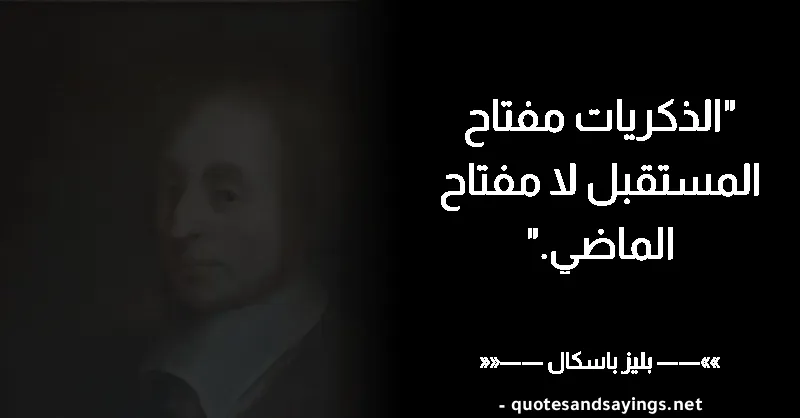 "الذكريات مفتاح
المستقبل لا مفتاح
الماضي."
»»—— بليز باسكال ——««
- quotesandsayings.net